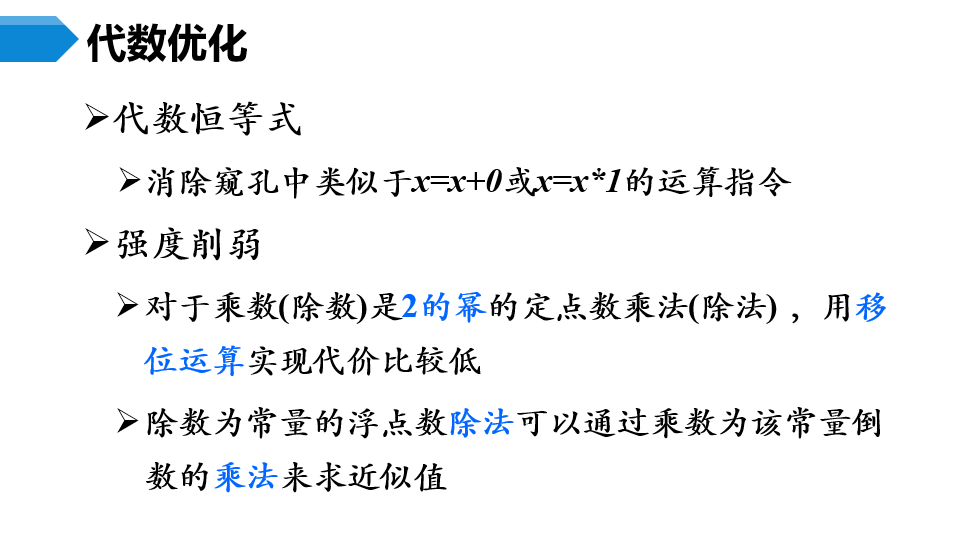 代数优化
➢代数恒等式
➢消除窥孔中类似于x=x+0或x=x*1的运算指令
➢强度削弱
➢对于乘数(除数)是2的幂的定点数乘法(除法)，用移
位运算实现代价比较低
➢除数为常量的浮点数除法可以通过乘数为该常量倒
数的乘法来求近似值